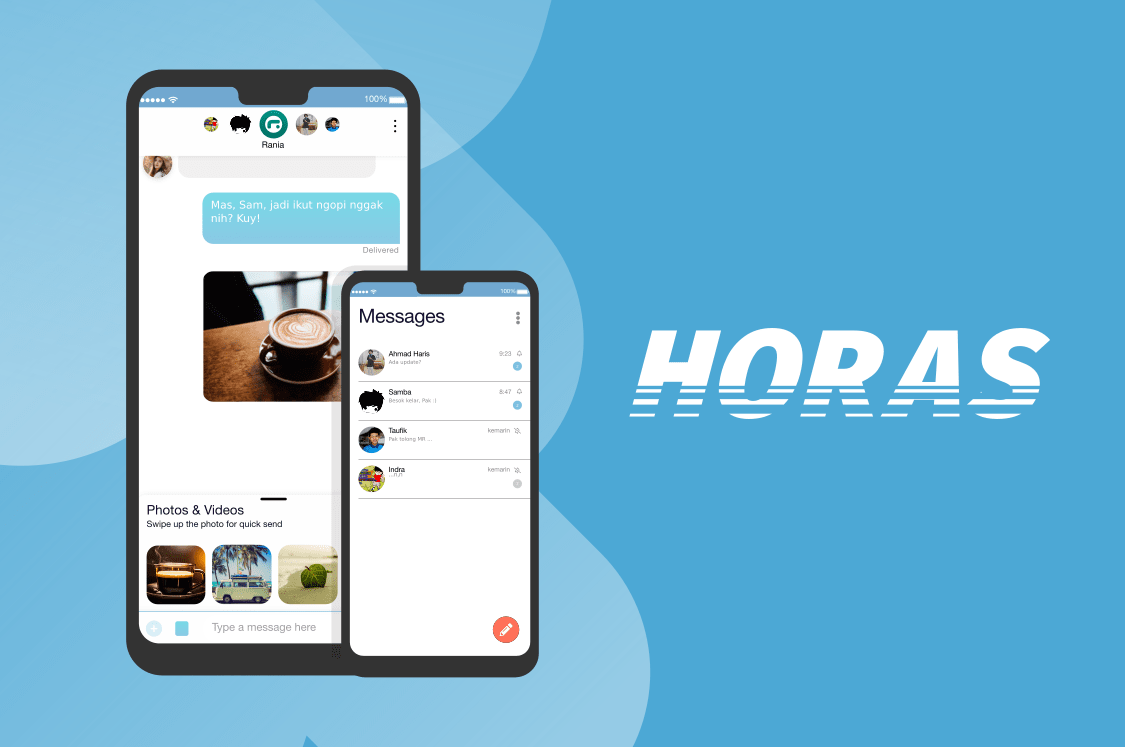 100%
Rania
Mas, Sam, jadi ikut ngopi nggak
nih? Kuy!
Delivered
Photos & Videos
Swipe up the photo for quick send
Type a message here
100%
Messages
Ahmad Haris
9:23
Ada update?
Samba
8:47
Besok kelar, Pak :)
Taufik
kemarin
Pak tolong MR ...
Indra
kemarin
HORAS